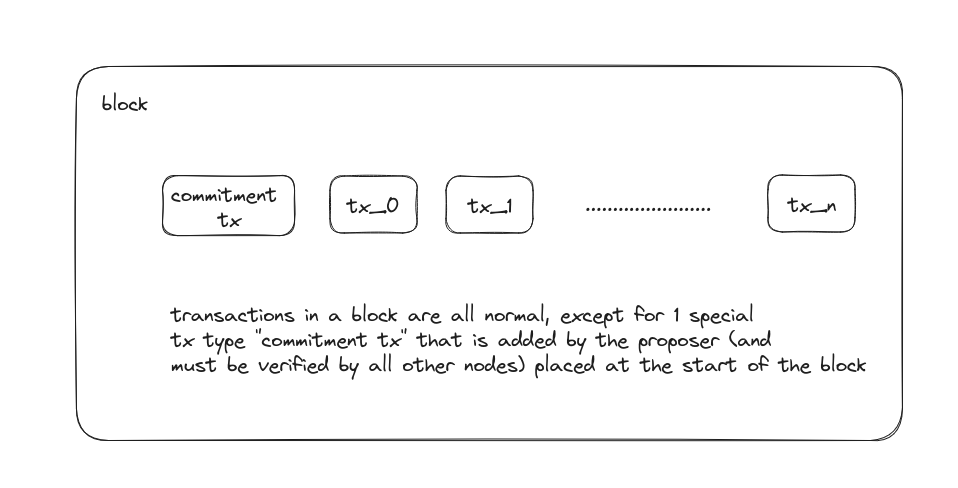 block
commitment
tx
tx_0
tx_1
tx_n
transactions in a block are all normal, except for 1 special
tx type "commitment tx" that is added by the proposer (and
must be verified by all other nodes) placed at the start of the block